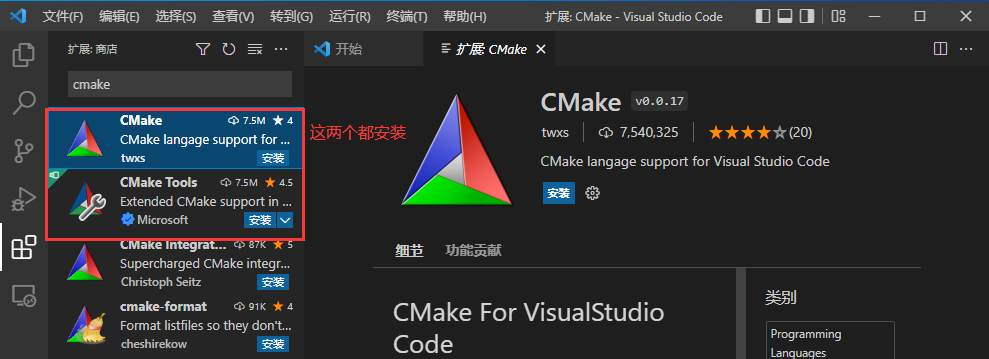 文件(F) 编辑(E) 选择(S) 查看(V) 转到(G) 运行(R) 终端(T) 帮助(H) 扩展: CMake - Visual Studio Code
扩展: 商店
开始
扩展: CMake
cmake
CMake 7.5M 4
CMake langage support for ...
twxs 安装
CMake Tools 7.5M 4.5
Extended CMake support in ...
Microsoft 安装
CMake Integrat... 87K 5
Supercharged CMake integr...
Christoph Seitz 安装
cmake-format 91K 4
Format listfiles so they don't...
cheshirekow 安装
这两个都安装
CMake v0.0.17
twxs 7,540,325 (20)
CMake langage support for Visual Studio Code
安装
细节 功能贡献
CMake For VisualStudio
Code
类别
Programming
Languages